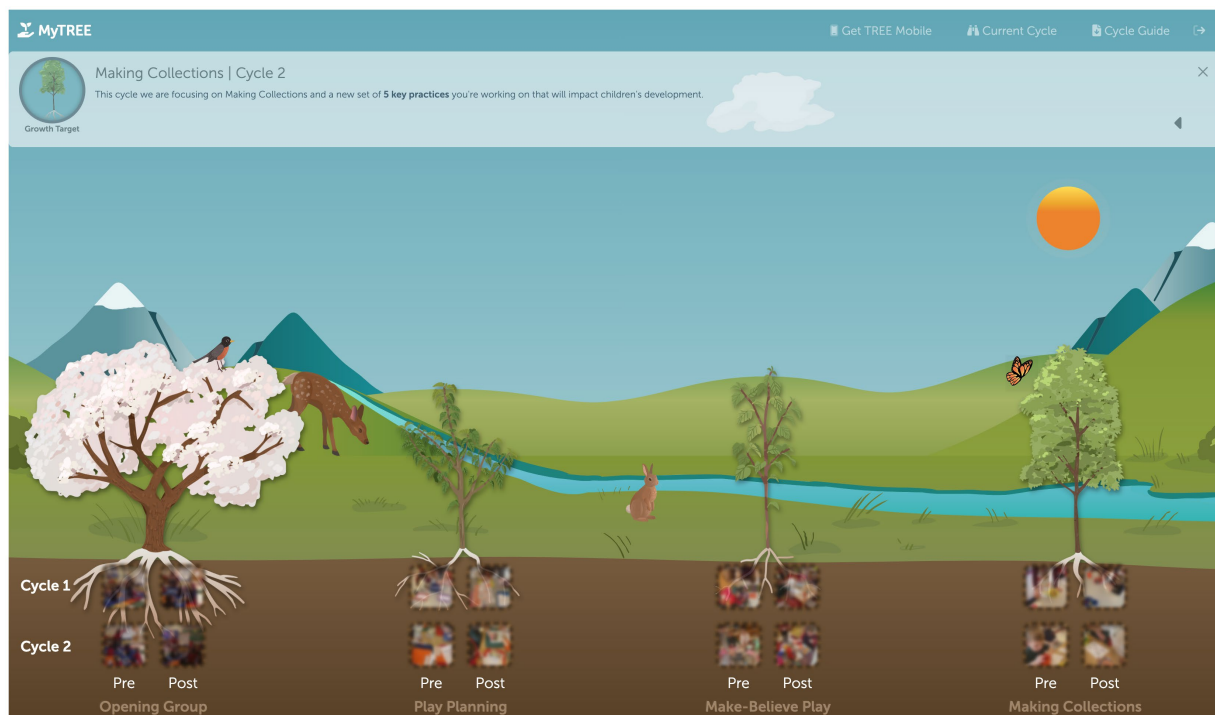 MyTREE
Get TREE Mobile
Current Cycle
Cycle Guide
Making Collections | Cycle 2
This cycle we are focusing on Making Collections and a new set of 5 key practices you're working on that will impact children's development.
Growth Target
Cycle 1
Cycle 2
Pre Post Pre Post Pre Post Pre Post
Opening Group Play Planning Make-Believe Play Making Collections